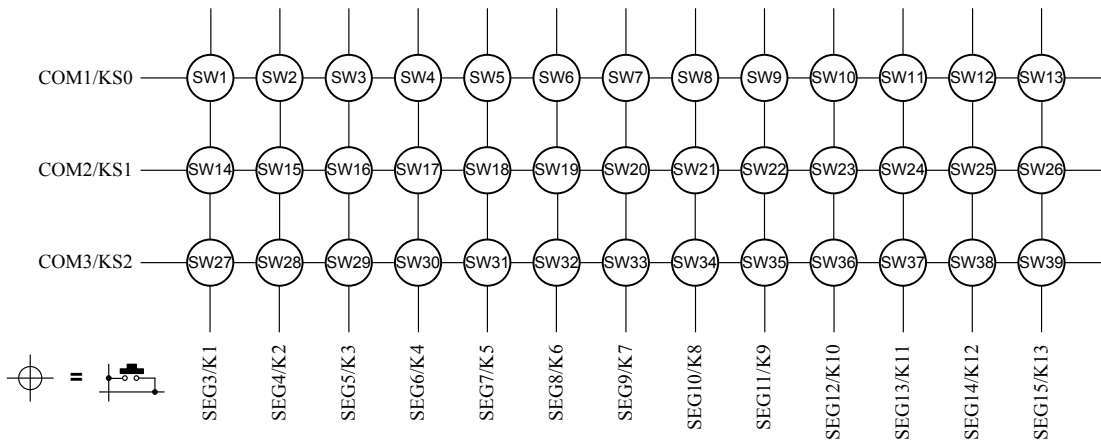 COM1/KS0 SW1 SW2 SW3 SW4 SW5 SW6 SW7 SW8 SW9 SW10 SW11 SW12 SW13
COM2/KS1 SW14 SW15 SW16 SW17 SW18 SW19 SW20 SW21 SW22 SW23 SW24 SW25 SW26
COM3/KS2 SW27 SW28 SW29 SW30 SW31 SW32 SW33 SW34 SW35 SW36 SW37 SW38 SW39
=
SEG3/K1
SEG4/K2
SEG5/K3
SEG6/K4
SEG7/K5
SEG8/K6
SEG9/K7
SEG10/K8
SEG11/K9
SEG12/K10
SEG13/K11
SEG14/K12
SEG15/K13